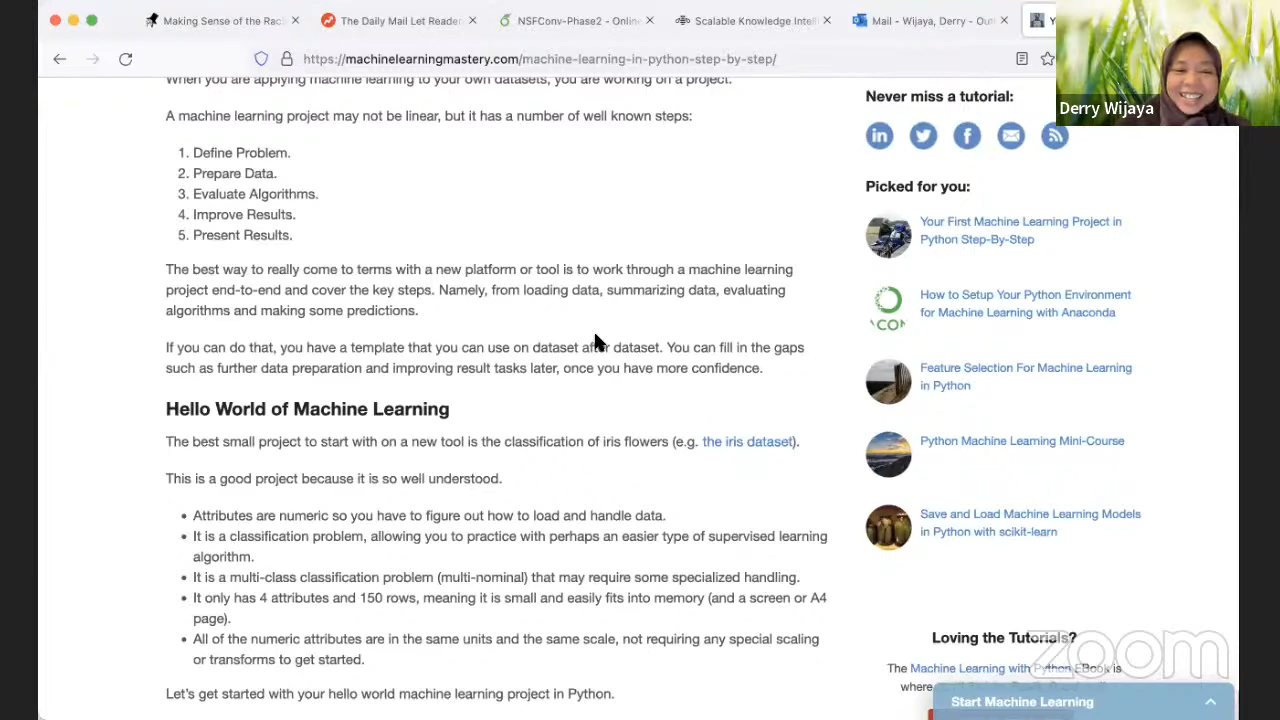 Making Sense of the Raci
The Daily Mail Let Reader
NSFConv-Phase2 - Online
Scalable Knowledge Intel
Mail - Wijaya, Derry - Out
Y
https://machinelearningmastery.com/machine-learning-in-python-step-by-step/
Derry Wijaya
When you are applying machine learning to your own datasets, you are working on a project.
A machine learning project may not be linear, but it has a number of well known steps:
1. Define Problem.
2. Prepare Data.
3. Evaluate Algorithms.
4. Improve Results.
5. Present Results.
The best way to really come to terms with a new platform or tool is to work through a machine learning
project end-to-end and cover the key steps. Namely, from loading data, summarizing data, evaluating
algorithms and making some predictions.
If you can do that, you have a template that you can use on dataset after dataset. You can fill in the gaps
such as further data preparation and improving result tasks later, once you have more confidence.
Hello World of Machine Learning
The best small project to start with on a new tool is the classification of iris flowers (e.g. the iris dataset).
This is a good project because it is so well understood.
• Attributes are numeric so you have to figure out how to load and handle data.
• It is a classification problem, allowing you to practice with perhaps an easier type of supervised learning
algorithm.
• It is a multi-class classification problem (multi-nominal) that may require some specialized handling.
• It only has 4 attributes and 150 rows, meaning it is small and easily fits into memory (and a screen or A4
page).
• All of the numeric attributes are in the same units and the same scale, not requiring any special scaling
or transforms to get started.
Let's get started with your hello world machine learning project in Python.
Never miss a tutorial:
Picked for you:
Your First Machine Learning Project in
Python Step-By-Step
ACON
How to Setup Your Python Environment
for Machine Learning with Anaconda
Feature Selection For Machine Learning
in Python
Python Machine Learning Mini-Course
Save and Load Machine Learning Models
in Python with scikit-learn
Loving the Tutorials?
The Machine Learning with Python EBook is
where
Start Machine Learning
zoom